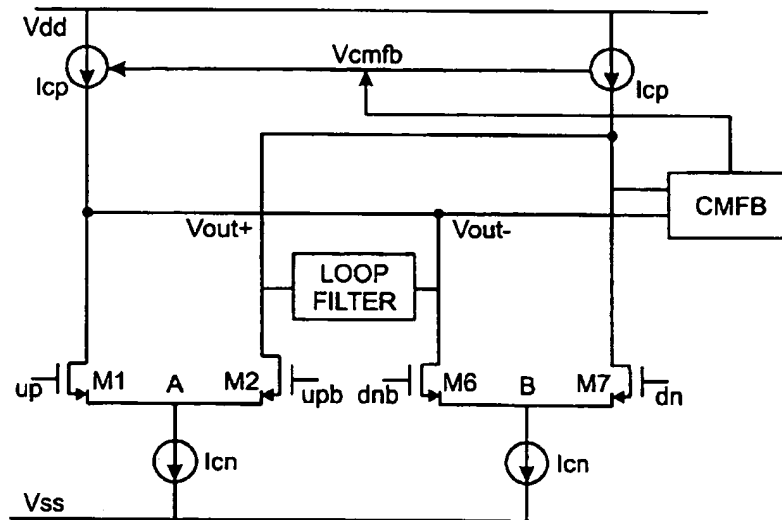 Vdd
Vcmfb
Icp
Icp
CMFB
Vout+
Vout-
LOOP
FILTER
up
M1
A
M2
upb
dnb
M6
B
M7
dn
Icn
Icn
Vss